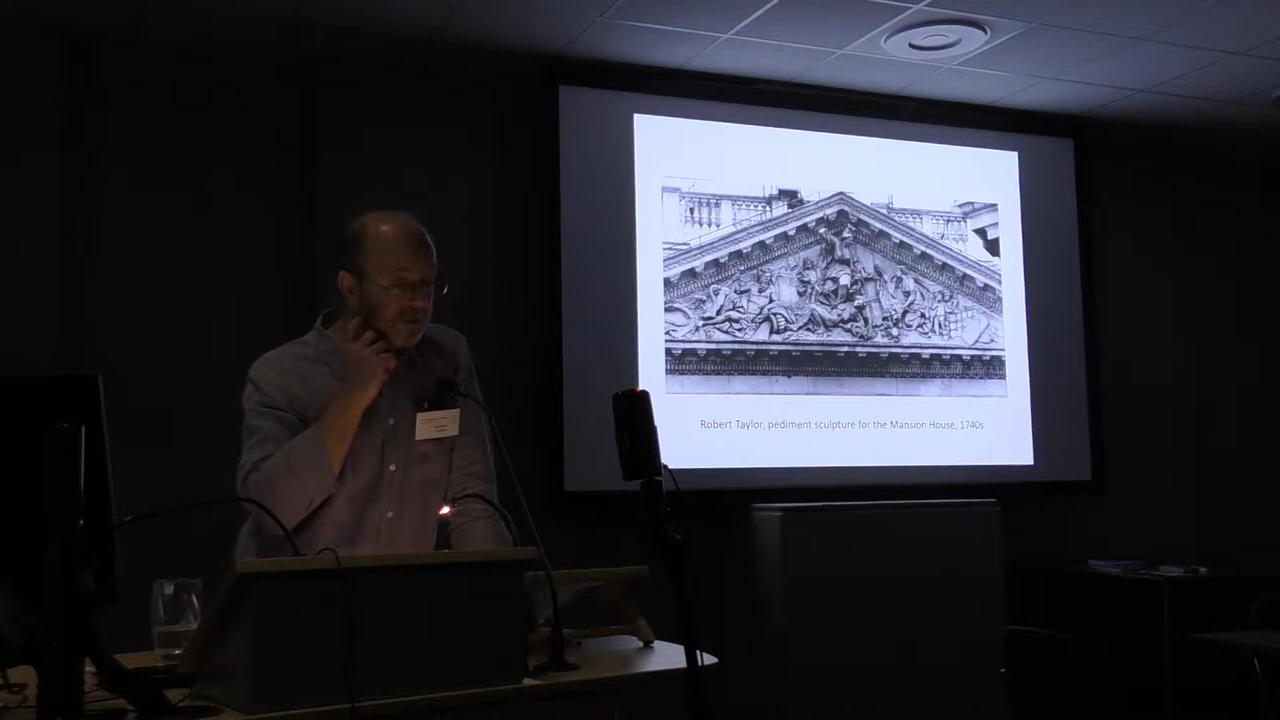 Robert Taylor, pediment sculpture for the Mansion House, 1740s